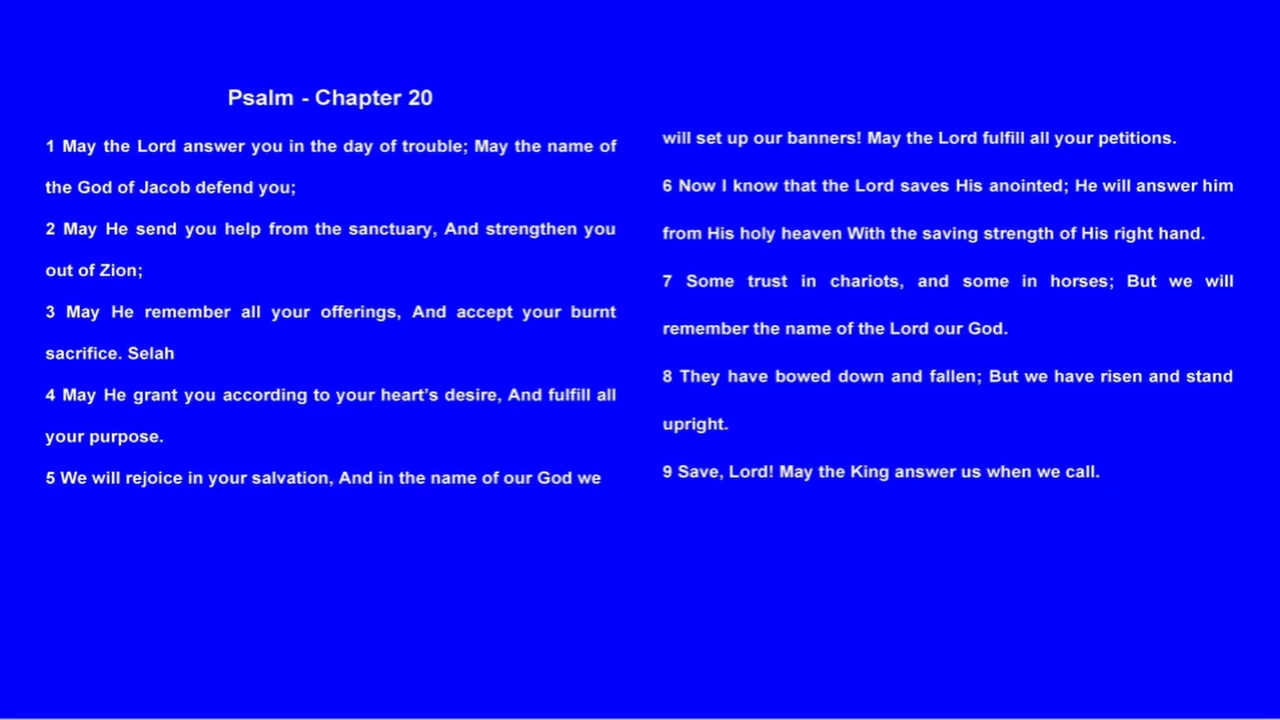 Psalm - Chapter 20
1 May the Lord answer you in the day of trouble; May the name of
the God of Jacob defend you;
2 May He send you help from the sanctuary, And strengthen you
out of Zion;
3 May He remember all your offerings, And accept your burnt
sacrifice. Selah
4 May He grant you according to your heart’s desire, And fulfill all
your purpose.
5 We will rejoice in your salvation, And in the name of our God we
will set up our banners! May the Lord fulfill all your petitions.
6 Now I know that the Lord saves His anointed; He will answer him
from His holy heaven With the saving strength of His right hand.
7 Some trust in chariots, and some in horses; But we will
remember the name of the Lord our God.
8 They have bowed down and fallen; But we have risen and stand
upright.
9 Save, Lord! May the King answer us when we call.